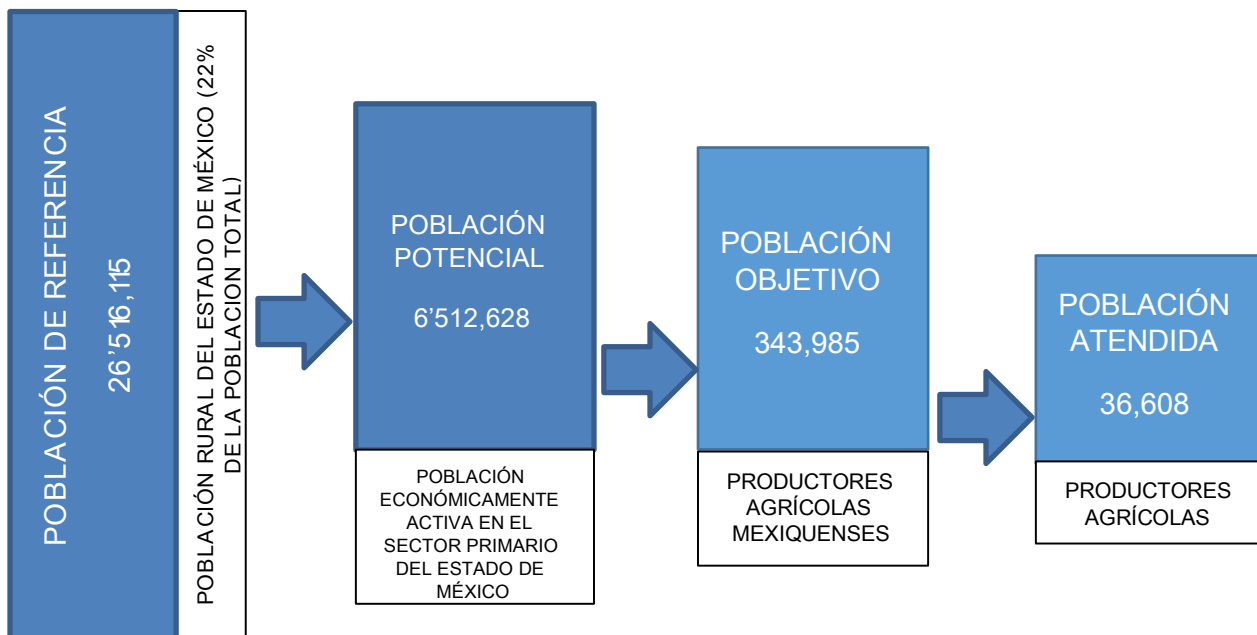 POBLACIÓN DE REFERENCIA
26'516,115
POBLACIÓN RURAL DEL ESTADO DE MÉXICO (22%
DE LA POBLACION TOTAL)
POBLACIÓN
POTENCIAL
6'512,628
POBLACIÓN
ECONÓMICAMENTE
ACTIVA EN EL
SECTOR PRIMARIO
DEL ESTADO DE
MÉXICO
POBLACIÓN
OBJETIVO
343,985
PRODUCTORES
AGRÍCOLAS
MEXIQUENSES
POBLACIÓN
ATENDIDA
36,608
PRODUCTORES
AGRÍCOLAS